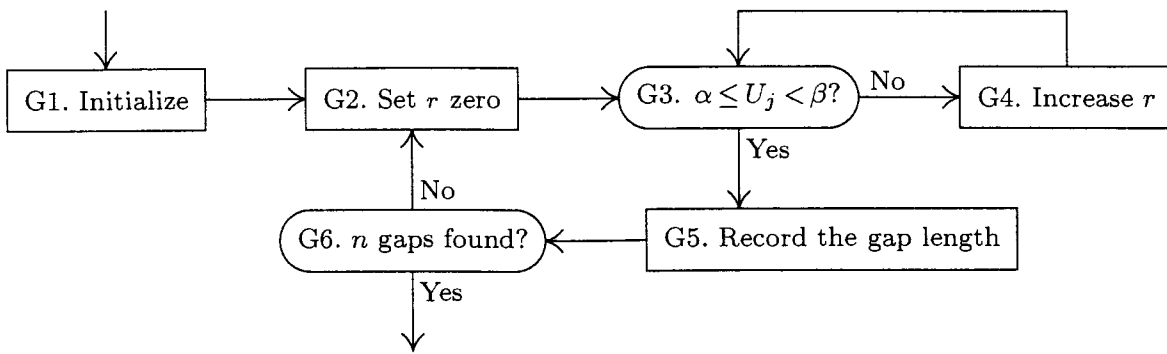 G1. Initialize
G2. Set r zero
G3. α ≤ U_j < β?
No
G4. Increase r
Yes
No
G6. n gaps found?
G5. Record the gap length
Yes